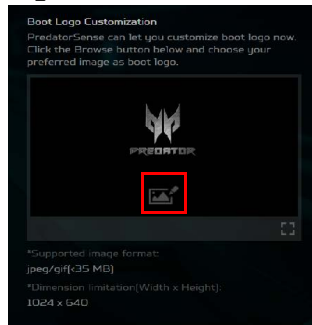 Boot Logo Customization
PredatorSense can let you customize boot logo now.
Click the Browse button below and choose your
preferred image as boot logo.
PREDATOR
*Supported image format:
jpeg/gif(<35 MB)
*Dimension limitation(Width x Height):
1024 x 640